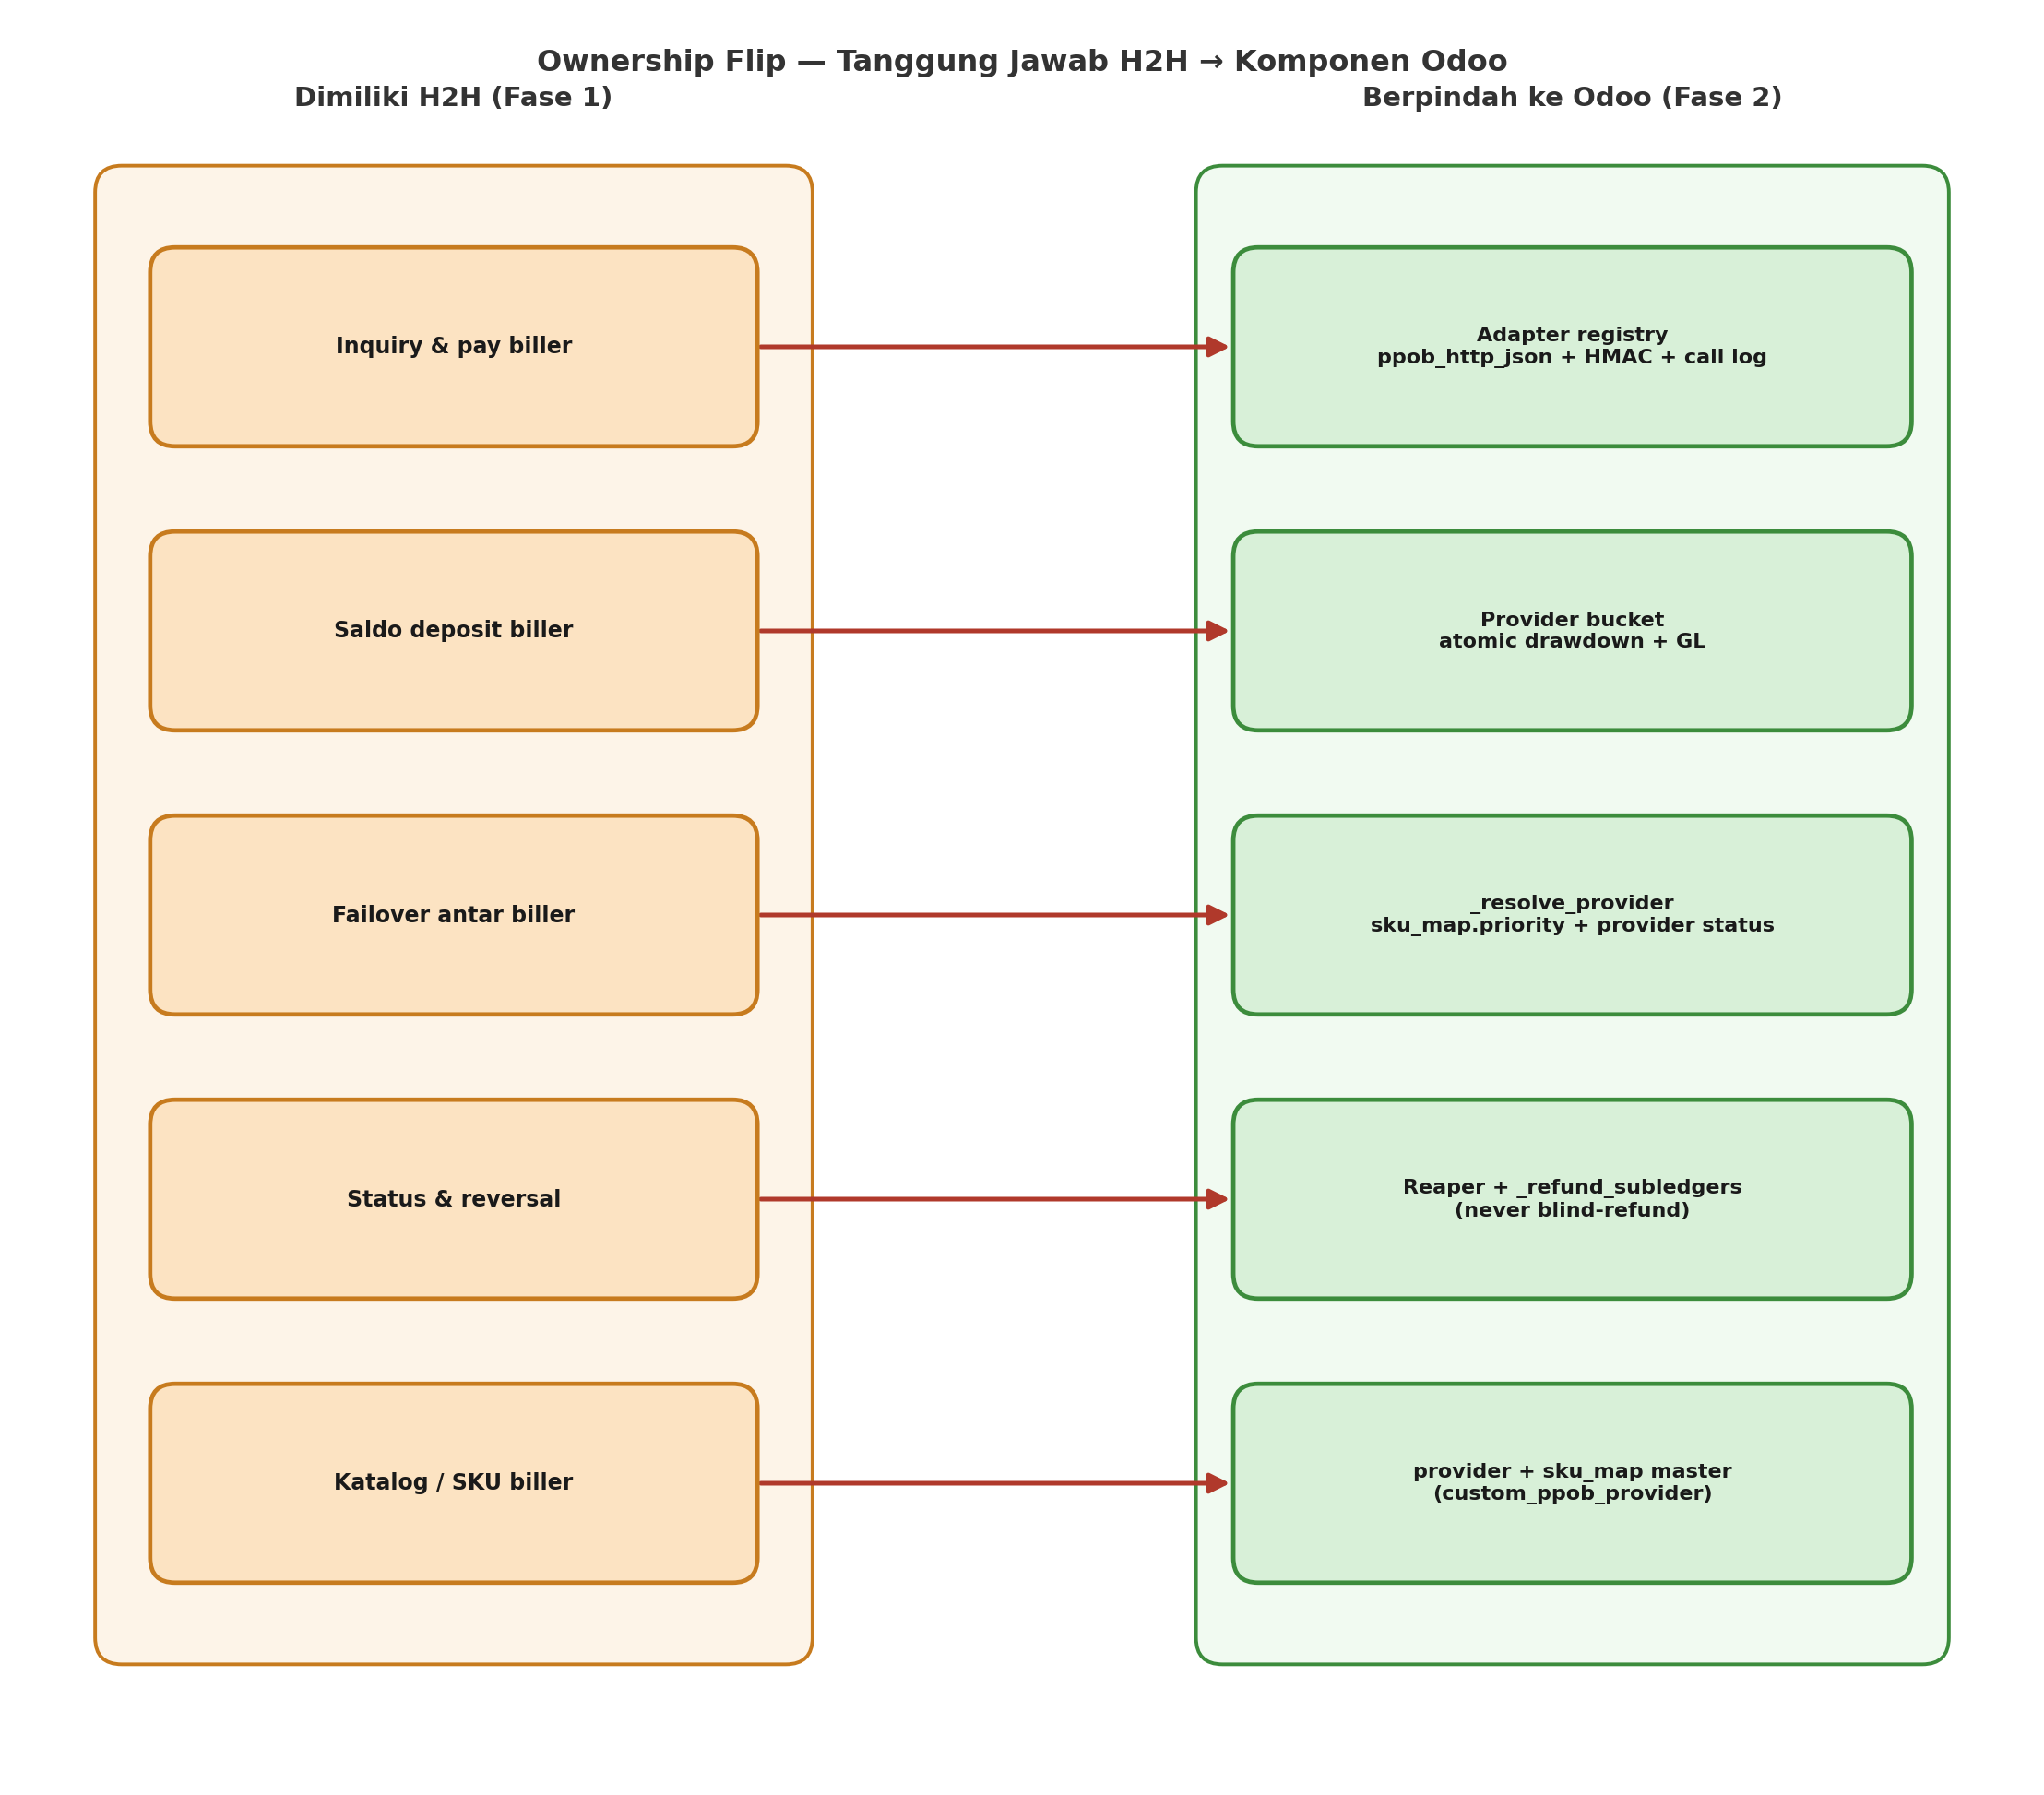 Ownership Flip — Tanggung Jawab H2H → Komponen Odoo
Dimiliki H2H (Fase 1)
Berpindah ke Odoo (Fase 2)
Inquiry & pay biller
Adapter registry
ppob_http_json + HMAC + call log
Saldo deposit biller
Provider bucket
atomic drawdown + GL
Failover antar biller
_resolve_provider
sku_map.priority + provider status
Status & reversal
Reaper + _refund_subledgers
(never blind-refund)
Katalog / SKU biller
provider + sku_map master
(custom_ppob_provider)